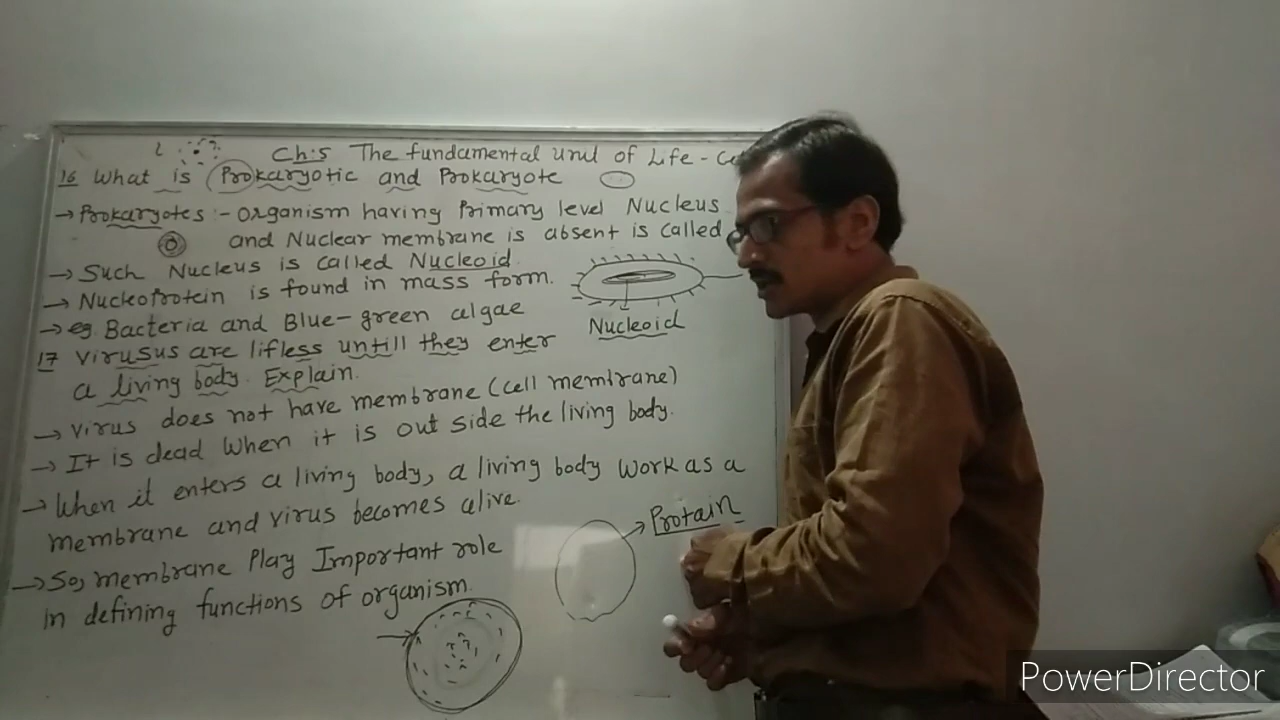 Ch:5 The fundamental unit of Life - Ce
16 What is Prokaryotic and Prokaryote
→ Prokaryotes :- Organism having Primary level Nucleus
and Nuclear membrane is absent is called
→ Such Nucleus is called Nucleoid.
→ Nucleoprotein is found in mass form.
→ eg Bacteria and Blue-green algae
Nucleoid
17 Virusus are lifless untill they enter
a living body. Explain.
→ Virus does not have membrane (cell membrane)
→ It is dead when it is out side the living body.
→ When it enters a living body, a living body work as a
membrane and virus becomes alive.
→ So, membrane Play Important role
in defining functions of organism.
Protain
PowerDirector